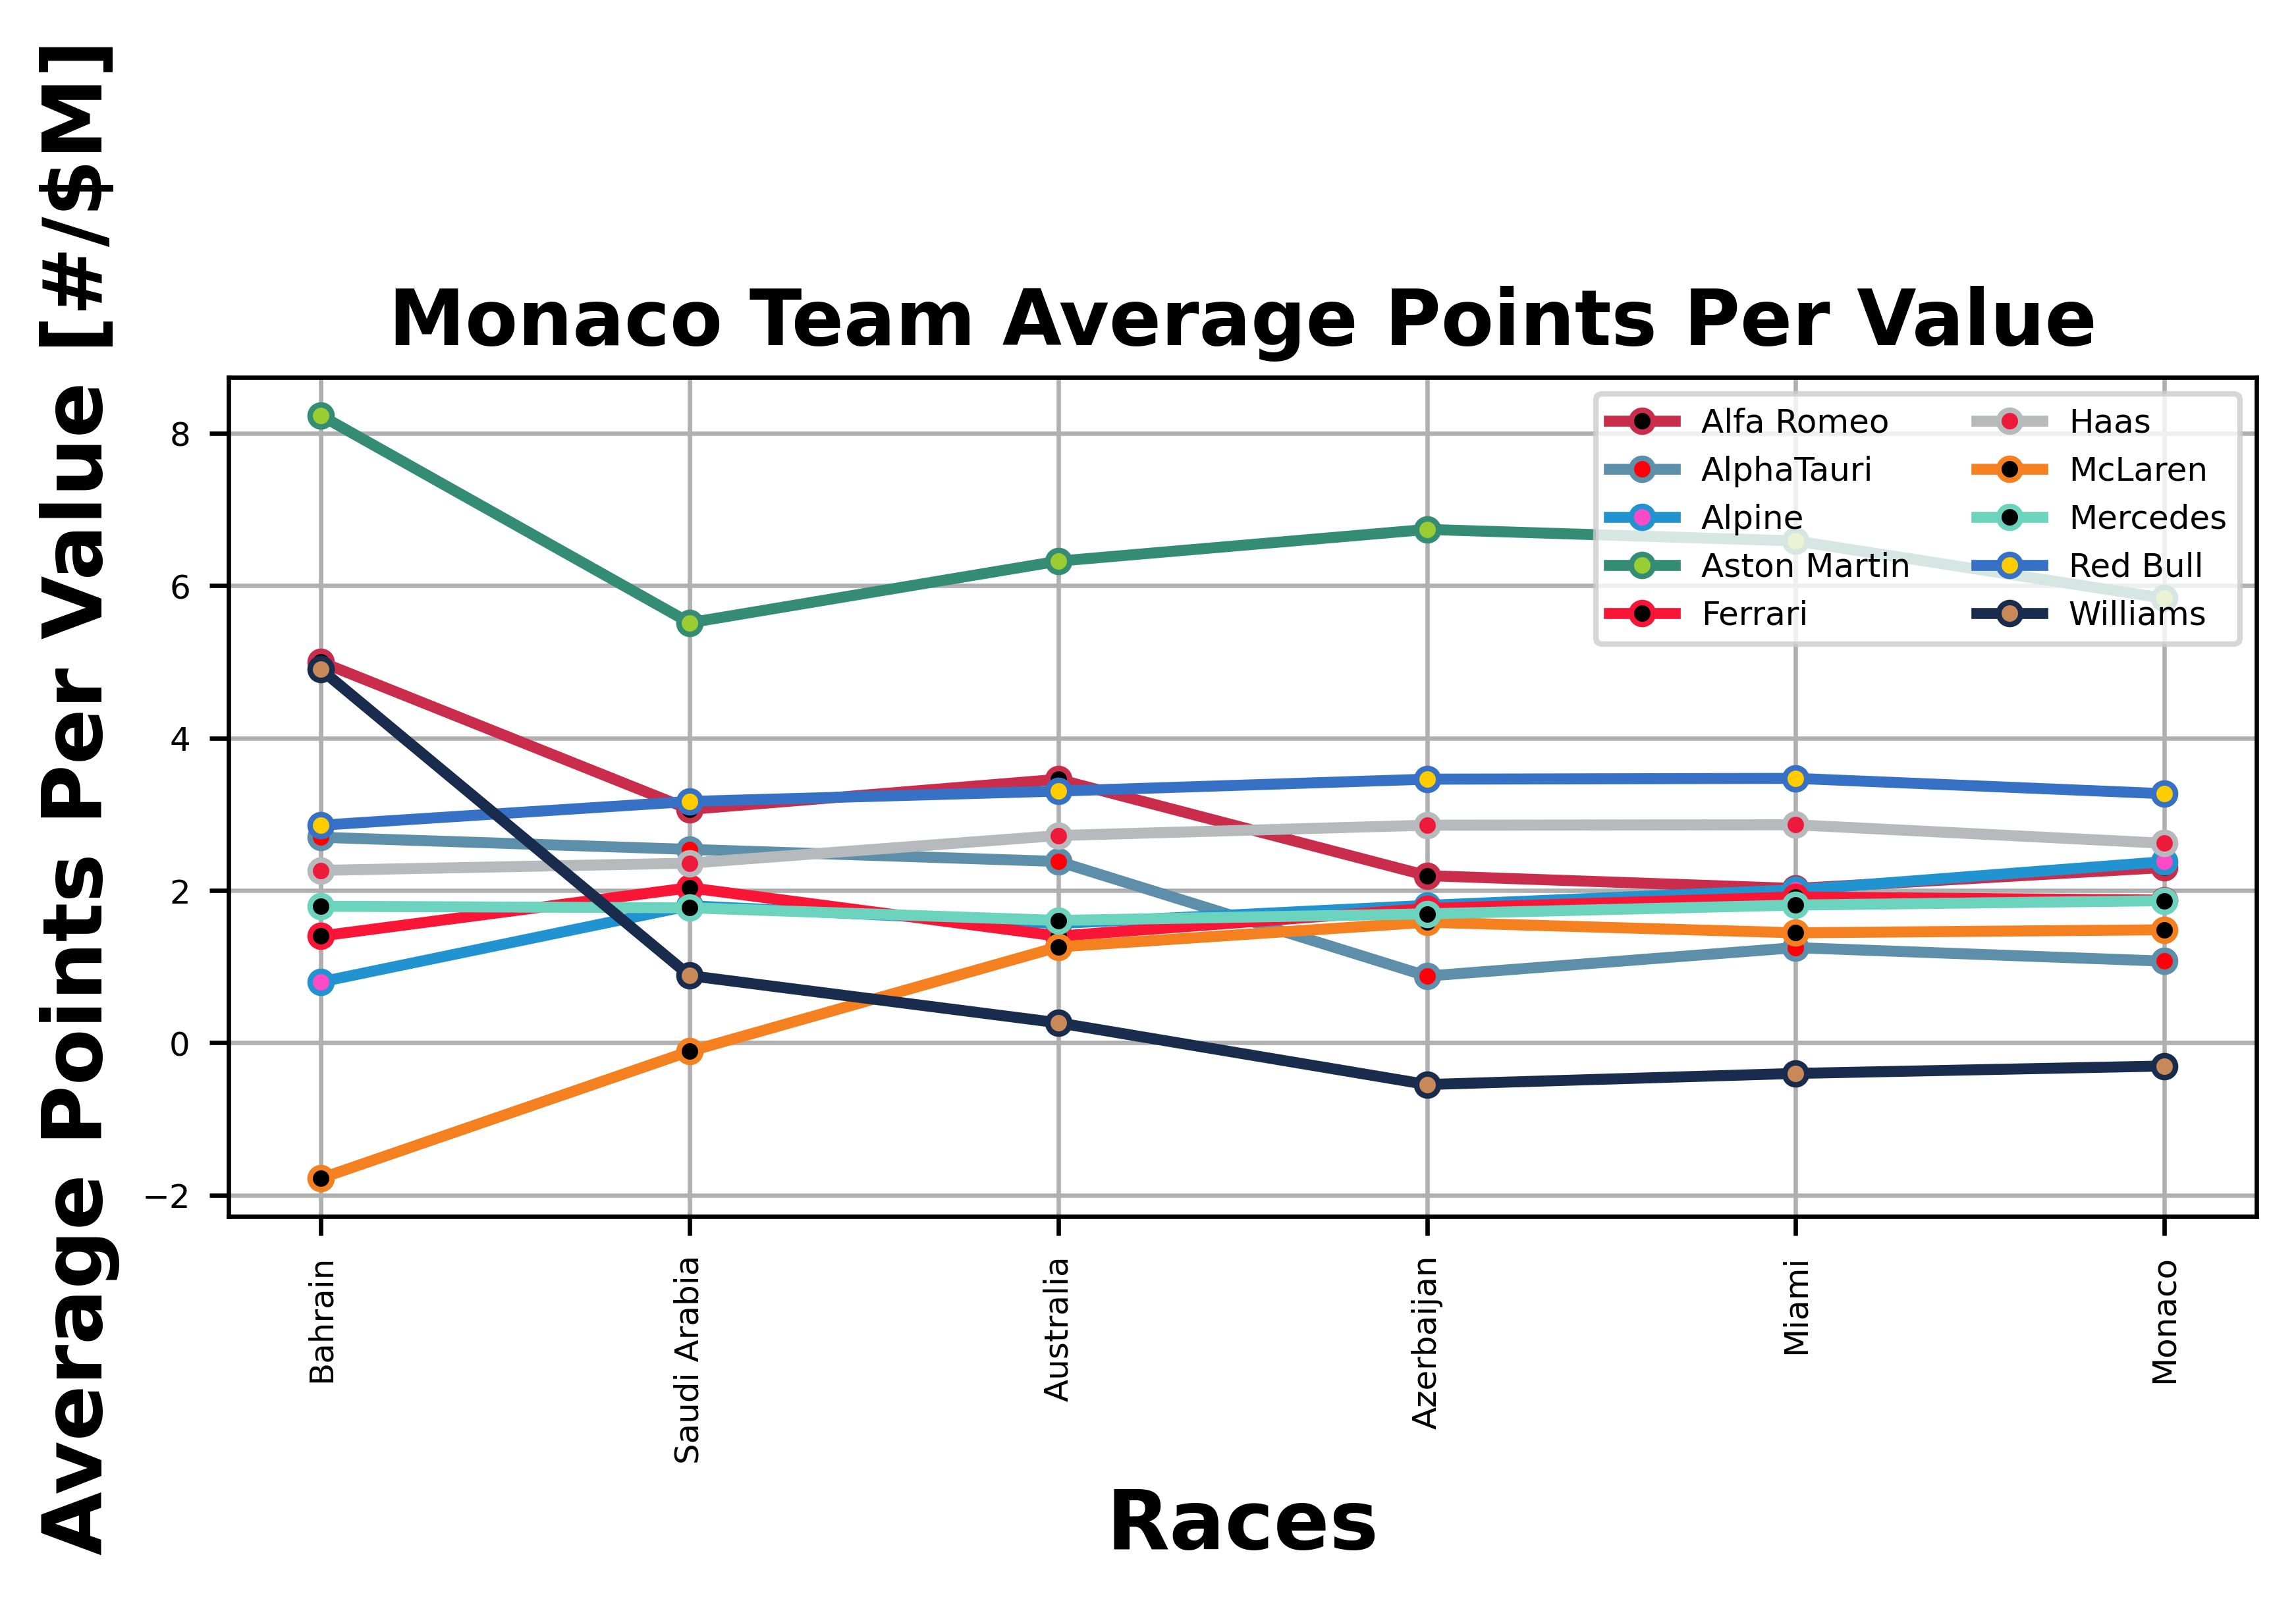 Monaco Team Average Points Per Value
Average Points Per Value [#/$M]
8
6
4
2
0
−2
Alfa Romeo
AlphaTauri
Alpine
Aston Martin
Ferrari
Haas
McLaren
Mercedes
Red Bull
Williams
Bahrain
Saudi Arabia
Australia
Azerbaijan
Miami
Monaco
Races